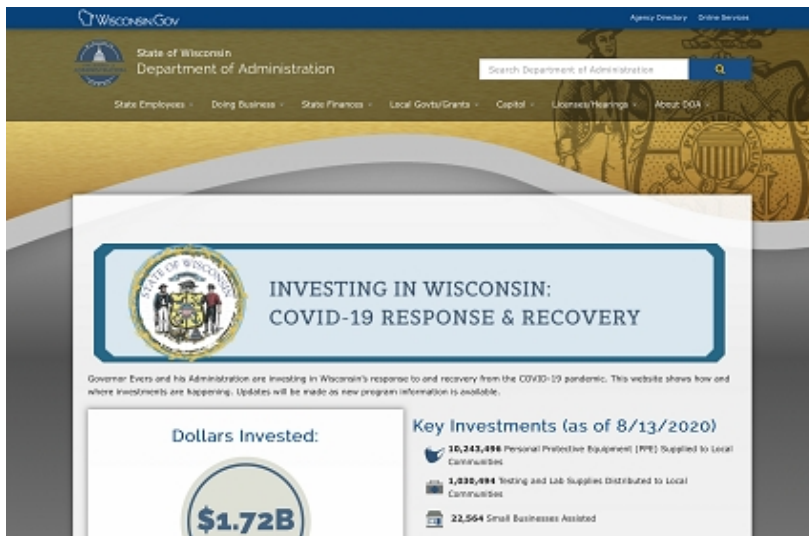 WISCONSIN.GOV
Agency Directory Online Services
State of Wisconsin
Department of Administration
Search Department of Administration
State Employees Doing Business State Finances Local Govts/Grants Capitol Licenses/Hearings About DOA
STATE OF WISCONSIN
INVESTING IN WISCONSIN:
COVID-19 RESPONSE & RECOVERY
Governor Evers and his Administration are investing in Wisconsin's response to and recovery from the COVID-19 pandemic. This website shows how and
where investments are happening. Updates will be made as new program information is available.
Dollars Invested:
$1.72B
Key Investments (as of 8/13/2020)
10,243,496 Personal Protective Equipment (PPE) Supplied to Local
Communities
1,030,494 Testing and Lab Supplies Distributed to Local
Communities
22,564 Small Businesses Assisted